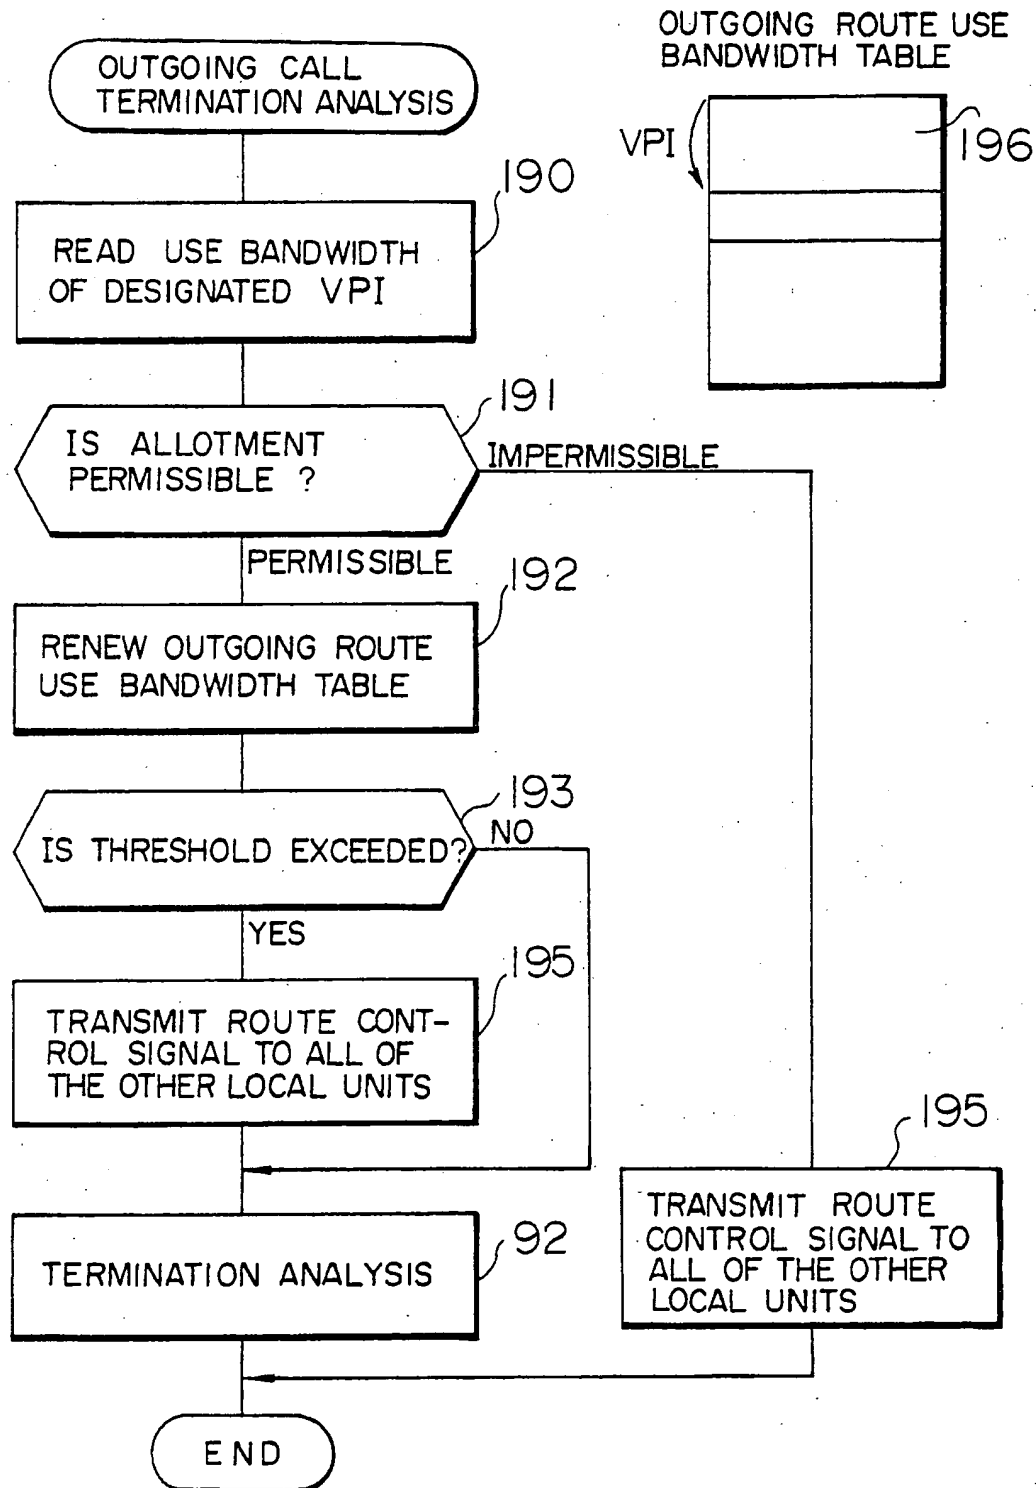 OUTGOING CALL
TERMINATION ANALYSIS
OUTGOING ROUTE USE
BANDWIDTH TABLE
VPI
196
190
READ USE BANDWIDTH
OF DESIGNATED VPI
191
IS ALLOTMENT
PERMISSIBLE ?
IMPERMISSIBLE
PERMISSIBLE
192
RENEW OUTGOING ROUTE
USE BANDWIDTH TABLE
193
IS THRESHOLD EXCEEDED?
NO
YES
195
TRANSMIT ROUTE CONT-
ROL SIGNAL TO ALL OF
THE OTHER LOCAL UNITS
195
TRANSMIT ROUTE
CONTROL SIGNAL TO
ALL OF THE OTHER
LOCAL UNITS
92
TERMINATION ANALYSIS
END